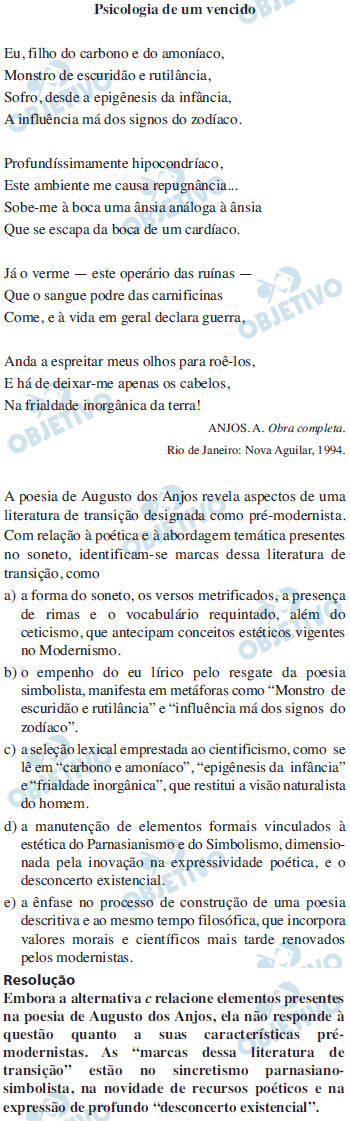 Psicologia de um vencido
Eu, filho do carbono e do amoníaco,
Monstro de escuridão e rutilância,
Sofro, desde a epigênesis da infância,
A influência má dos signos do zodíaco.
Profundíssimamente hipocondríaco,
Este ambiente me causa repugnância...
Sobe-me à boca uma ânsia análoga à ânsia
Que se escapa da boca de um cardíaco.
Já o verme — este operário das ruínas —
Que o sangue podre das carnificinas
Come, e à vida em geral declara guerra,
Anda a espreitar meus olhos para roê-los,
E há de deixar-me apenas os cabelos,
Na frialdade inorgânica da terra!
ANJOS. A. Obra completa.
Rio de Janeiro: Nova Aguilar, 1994.
A poesia de Augusto dos Anjos revela aspectos de uma
literatura de transição designada como pré-modernista.
Com relação à poética e à abordagem temática presentes
no soneto, identificam-se marcas dessa literatura de
transição, como
a) a forma do soneto, os versos metrificados, a presença
de rimas e o vocabulário requintado, além do
ceticismo, que antecipam conceitos estéticos vigentes
no Modernismo.
b) o empenho do eu lírico pelo resgate da poesia
simbolista, manifesta em metáforas como “Monstro de
escuridão e rutilância” e “influência má dos signos do
zodíaco”.
c) a seleção lexical emprestada ao cientificismo, como se
lê em “carbono e amoníaco”, “epigênesis da infância”
e “frialdade inorgânica”, que restitui a visão naturalista
do homem.
d) a manutenção de elementos formais vinculados à
estética do Parnasianismo e do Simbolismo, dimensio-
nada pela inovação na expressividade poética, e o
desconcerto existencial.
e) a ênfase no processo de construção de uma poesia
descritiva e ao mesmo tempo filosófica, que incorpora
valores morais e científicos mais tarde renovados
pelos modernistas.
Resolução
Embora a alternativa c relacione elementos presentes
na poesia de Augusto dos Anjos, ela não responde à
questão quanto a suas características pré-
modernistas. As “marcas dessa literatura de
transição” estão no sincretismo parnasiano-
simbolista, na novidade de recursos poéticos e na
expressão de profundo “desconcerto existencial”.